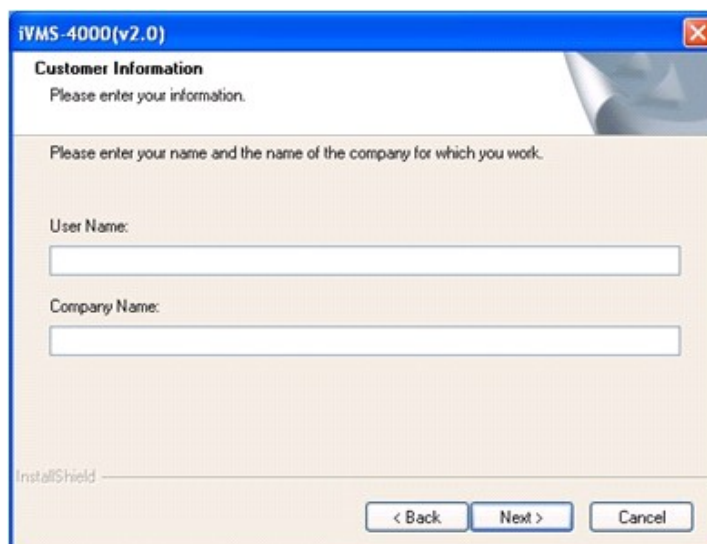 iVMS-4000(v2.0)
Customer Information
Please enter your information.
Please enter your name and the name of the company for which you work.
User Name:
Company Name:
InstallShield
< Back
Next >
Cancel